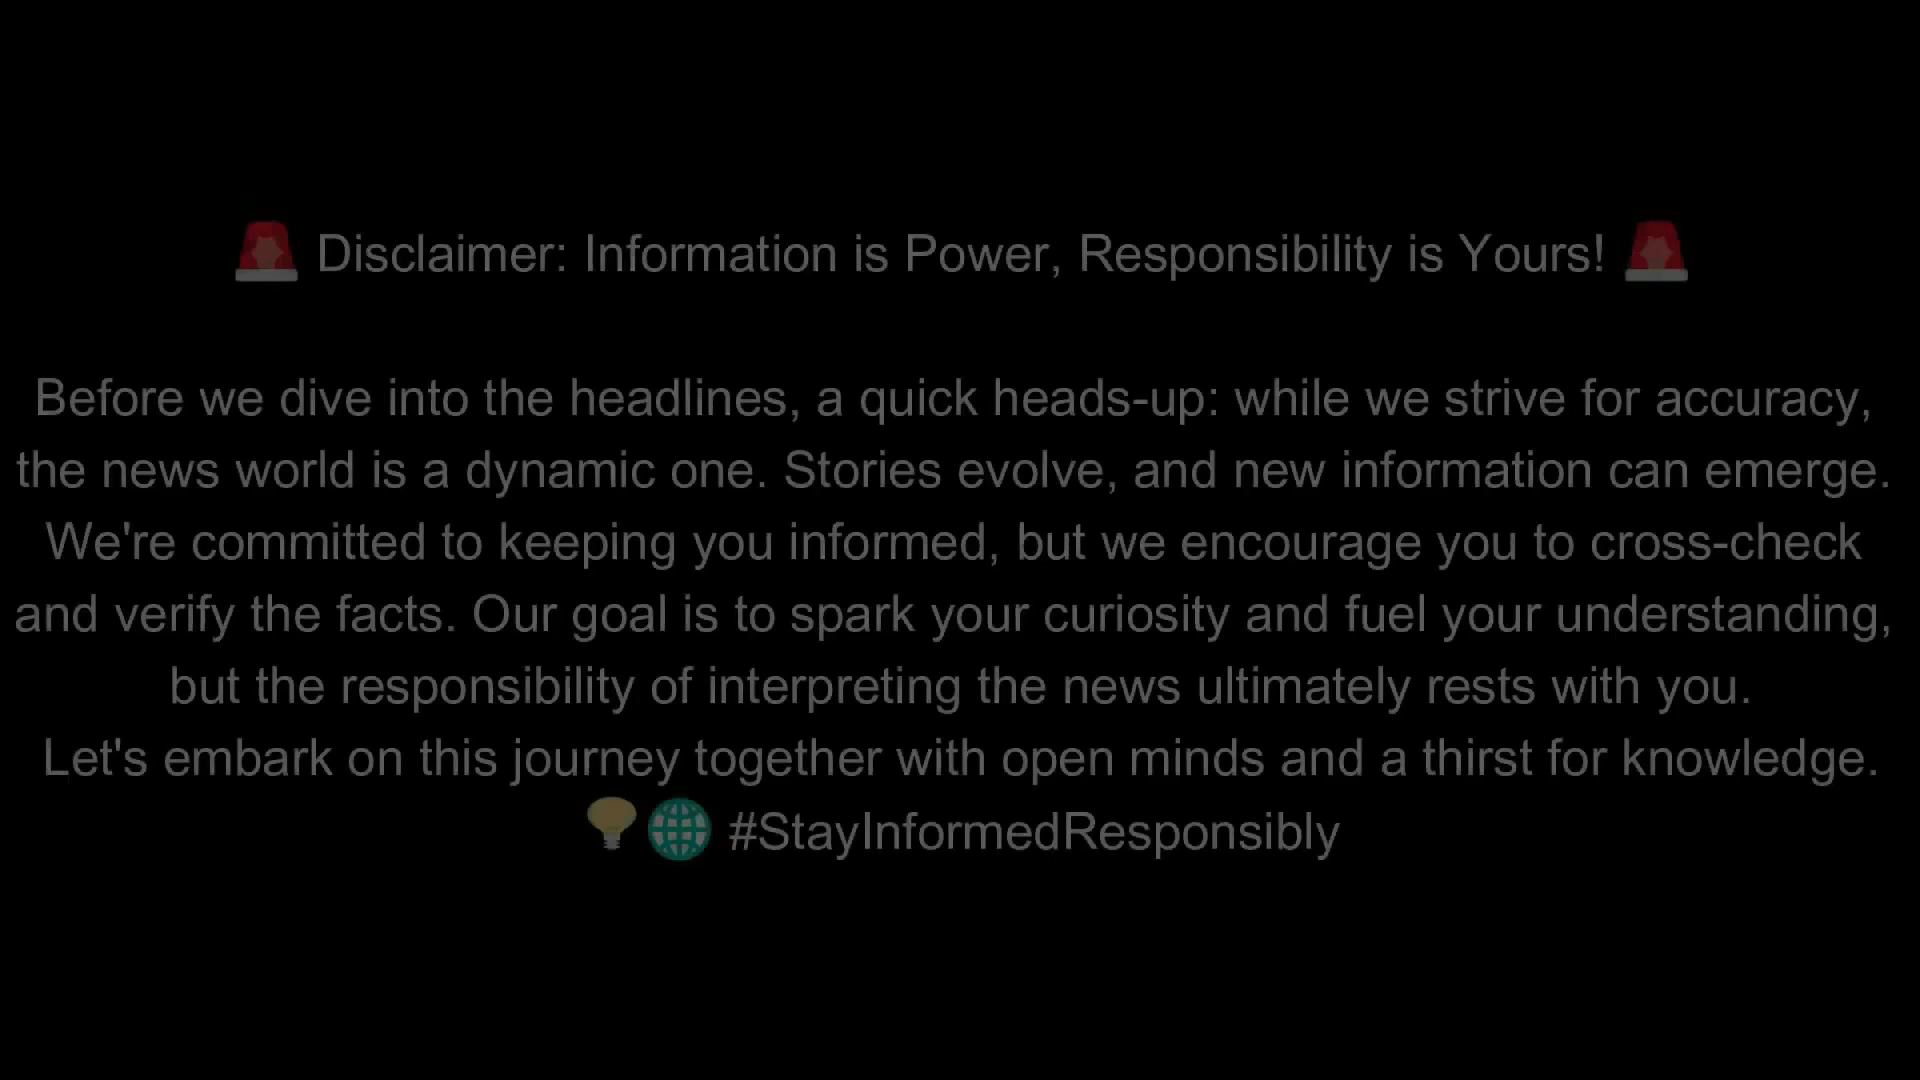 🚨 Disclaimer: Information is Power, Responsibility is Yours! 🚨
Before we dive into the headlines, a quick heads-up: while we strive for accuracy,
the news world is a dynamic one. Stories evolve, and new information can emerge.
We're committed to keeping you informed, but we encourage you to cross-check
and verify the facts. Our goal is to spark your curiosity and fuel your understanding,
but the responsibility of interpreting the news ultimately rests with you.
Let's embark on this journey together with open minds and a thirst for knowledge.
💡🌐 #StayInformedResponsibly